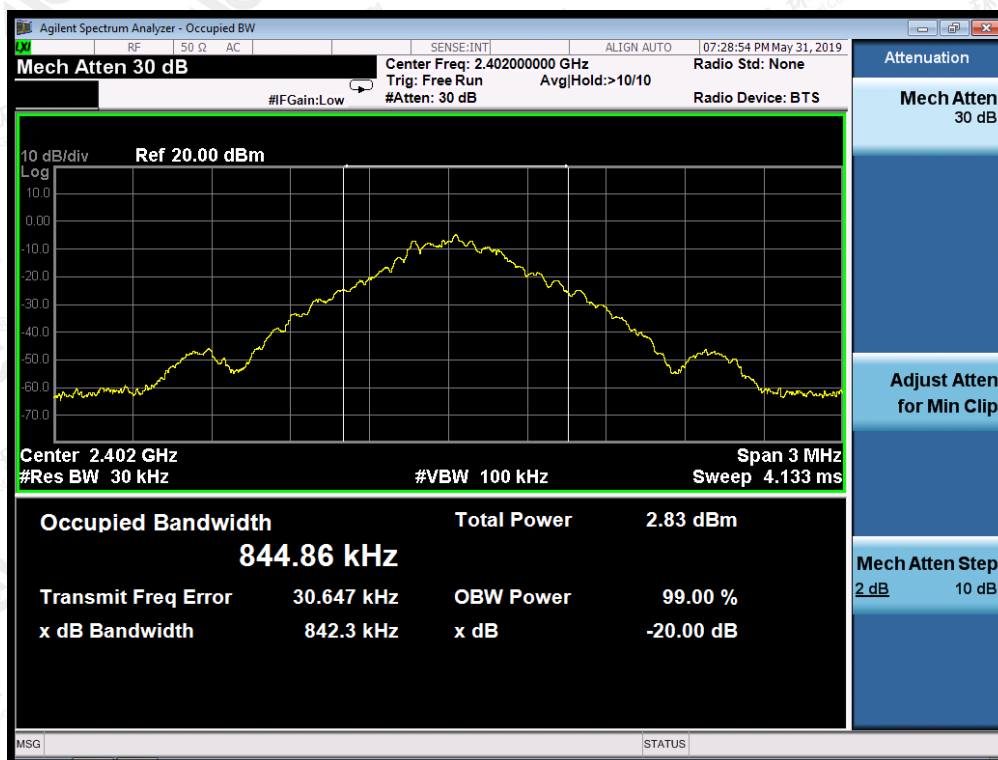 Agilent Spectrum Analyzer - Occupied BW
LXI RF 50 Ω AC SENSE:INT ALIGN AUTO 07:28:54 PM May 31, 2019
Mech Atten 30 dB
Center Freq: 2.402000000 GHz Radio Std: None
Trig: Free Run Avg|Hold:>10/10
#IFGain:Low #Atten: 30 dB Radio Device: BTS
10 dB/div Ref 20.00 dBm
Log
10.0
0.00
-10.0
-20.0
-30.0
-40.0
-50.0
-60.0
-70.0
Center 2.402 GHz Span 3 MHz
#Res BW 30 kHz #VBW 100 kHz Sweep 4.133 ms
Occupied Bandwidth Total Power 2.83 dBm
844.86 kHz
Transmit Freq Error 30.647 kHz OBW Power 99.00 %
x dB Bandwidth 842.3 kHz x dB -20.00 dB
MSG STATUS
Attenuation
Mech Atten
30 dB
Adjust Atten
for Min Clip
Mech Atten Step
2 dB 10 dB